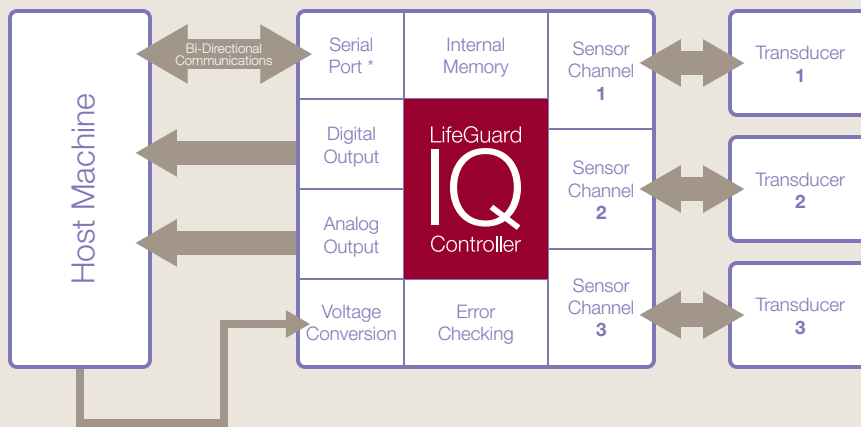 Host Machine
Bi-Directional
Communications
Serial
Port *
Internal
Memory
Sensor
Channel
1
Transducer
1
Digital
Output
LifeGuard
IQ
Controller
Sensor
Channel
2
Transducer
2
Analog
Output
Voltage
Conversion
Error
Checking
Sensor
Channel
3
Transducer
3